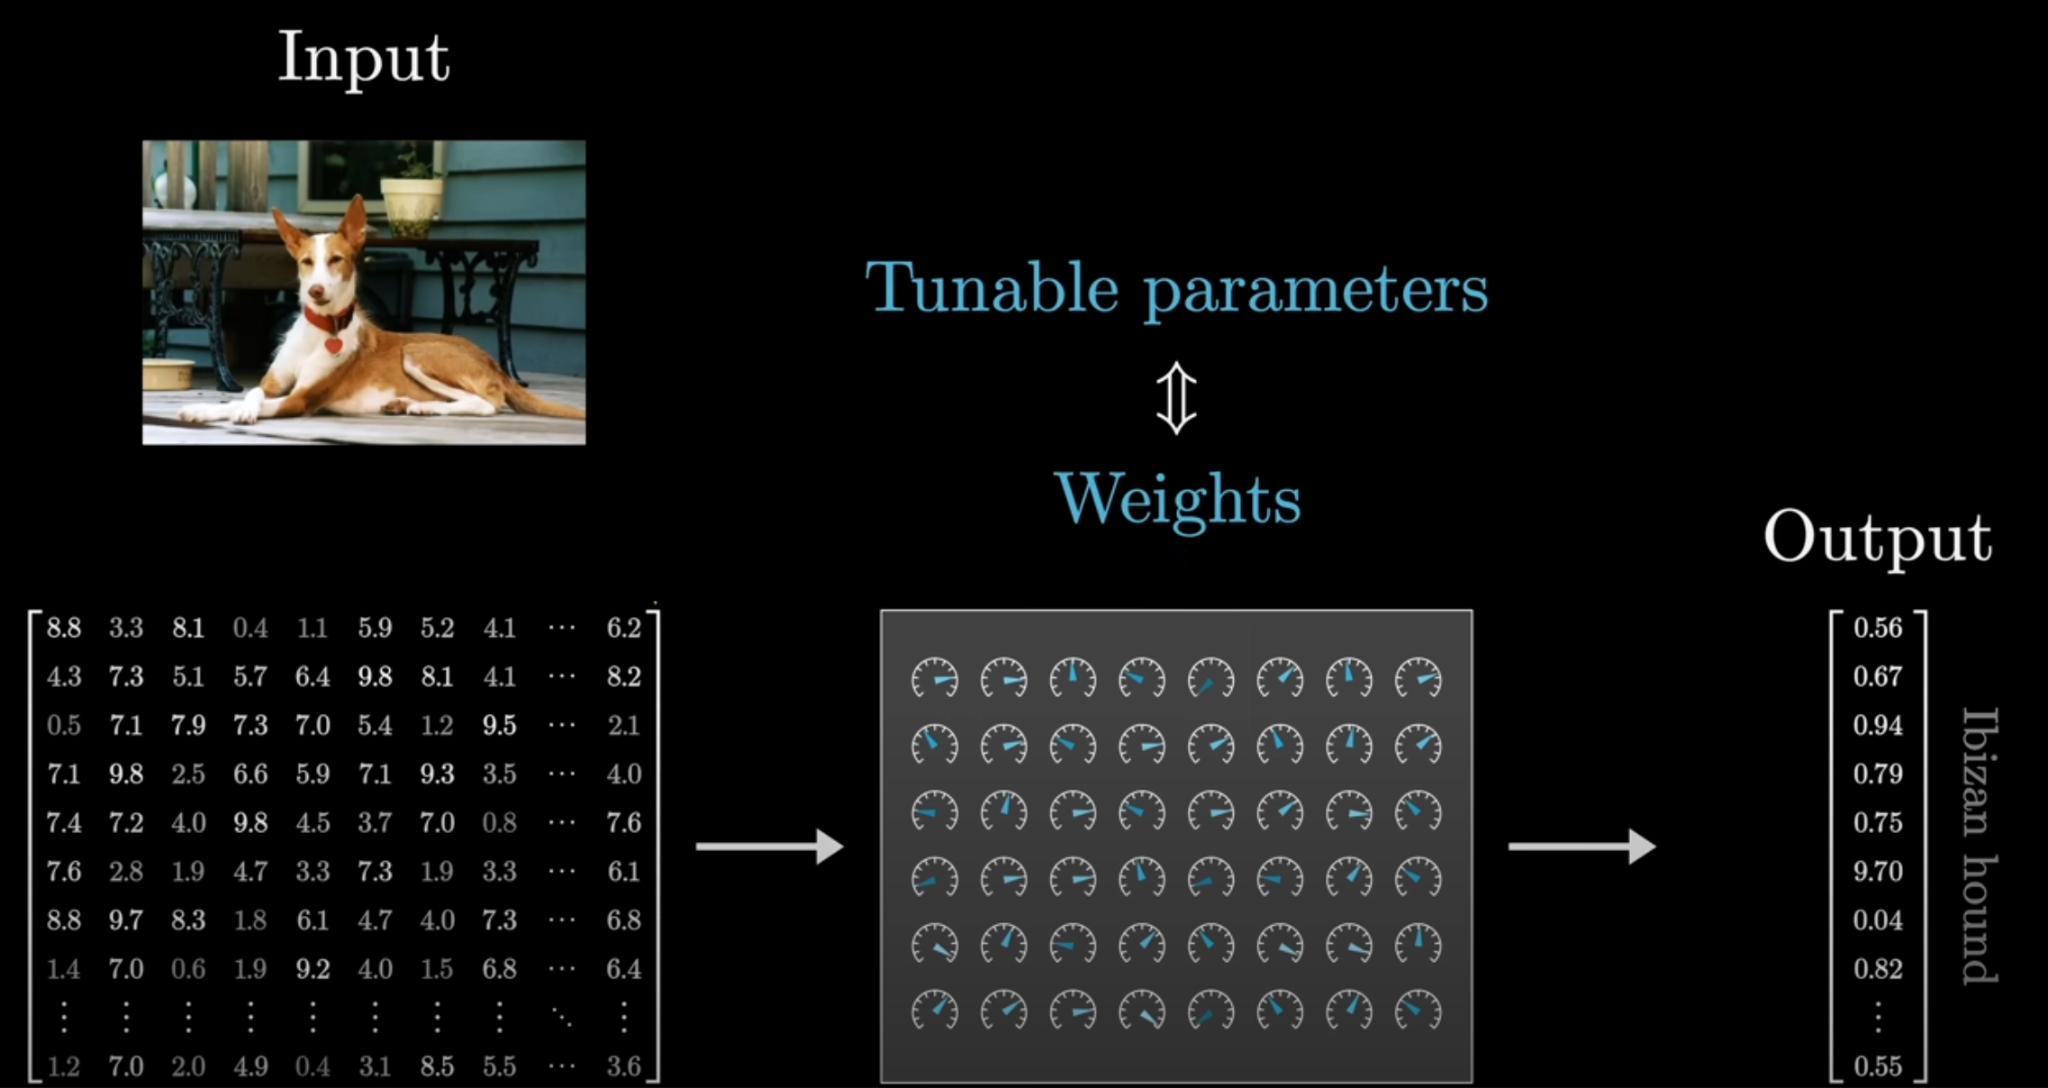 Input
Tunable parameters
⇕
Weights
Output
8.8 3.3 8.1 0.4 1.1 5.9 5.2 4.1 ⋯ 6.2
4.3 7.3 5.1 5.7 6.4 9.8 8.1 4.1 ⋯ 8.2
0.5 7.1 7.9 7.3 7.0 5.4 1.2 9.5 ⋯ 2.1
7.1 9.8 2.5 6.6 5.9 7.1 9.3 3.5 ⋯ 4.0
7.4 7.2 4.0 9.8 4.5 3.7 7.0 0.8 ⋯ 7.6
7.6 2.8 1.9 4.7 3.3 7.3 1.9 3.3 ⋯ 6.1
8.8 9.7 8.3 1.8 6.1 4.7 4.0 7.3 ⋯ 6.8
1.4 7.0 0.6 1.9 9.2 4.0 1.5 6.8 ⋯ 6.4
⋮ ⋮ ⋮ ⋮ ⋮ ⋮ ⋮ ⋮ ⋱ ⋮
1.2 7.0 2.0 4.9 0.4 3.1 8.5 5.5 ⋯ 3.6
0.56
0.67
0.94
0.79
0.75
9.70
0.04
0.82
⋮
0.55
Ibizan hound